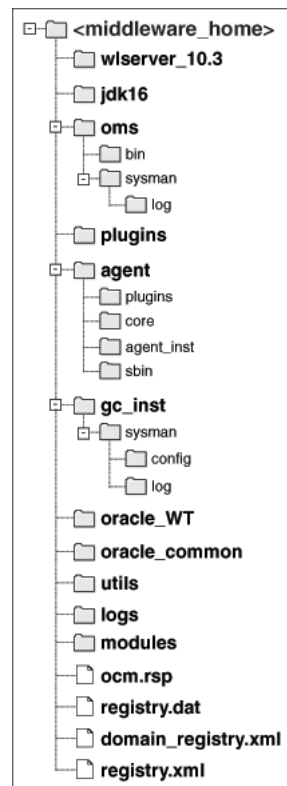 <middleware_home>
wlserver_10.3
jdk16
oms
bin
sysman
log
plugins
agent
plugins
core
agent_inst
sbin
gc_inst
sysman
config
log
oracle_WT
oracle_common
utils
logs
modules
ocm.rsp
registry.dat
domain_registry.xml
registry.xml